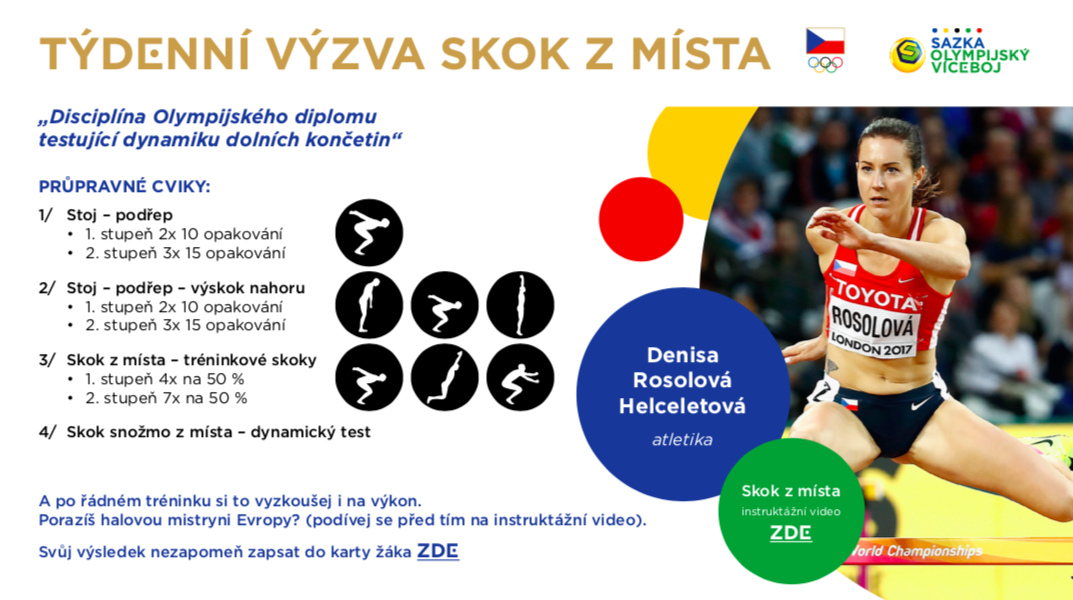 TÝDENNÍ VÝZVA SKOK Z MÍSTA
SAZKA
OLYMPIJSKÝ
VÍCEBOJ
„Disciplína Olympijského diplomu
testující dynamiku dolních končetin“
PRŮPRAVNÉ CVIKY:
1/ Stoj – podřep
• 1. stupeň 2x 10 opakování
• 2. stupeň 3x 15 opakování
2/ Stoj – podřep – výskok nahoru
• 1. stupeň 2x 10 opakování
• 2. stupeň 3x 15 opakování
3/ Skok z místa – tréninkové skoky
• 1. stupeň 4x na 50 %
• 2. stupeň 7x na 50 %
4/ Skok snožmo z místa – dynamický test
A po řádném tréninku si to vyzkoušej i na výkon.
Porazíš halovou mistryni Evropy? (podívej se před tím na instruktážní video).
Svůj výsledek nezapomeň zapsat do karty žáka ZDE
Denisa
Rosolová
Helceletová
atletika
Skok z místa
instruktážní video
ZDE
TOYOTA
ROSOLOVÁ
LONDON 2017
World Championships